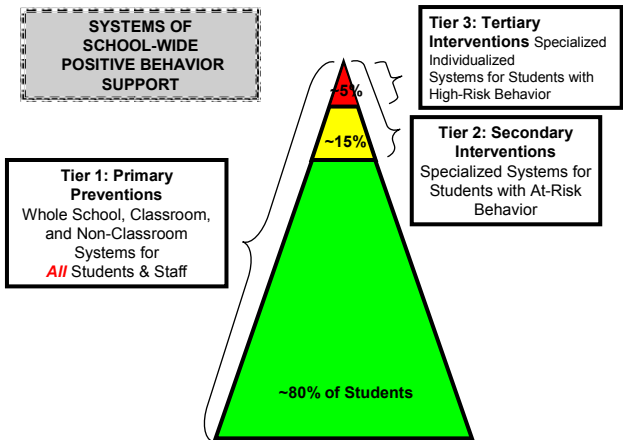 SYSTEMS OF
SCHOOL-WIDE
POSITIVE BEHAVIOR
SUPPORT
Tier 3: Tertiary
Interventions Specialized
Individualized
Systems for Students with
High-Risk Behavior
~5%
~15%
Tier 2: Secondary
Interventions
Specialized Systems for
Students with At-Risk
Behavior
Tier 1: Primary
Preventions
Whole School, Classroom,
and Non-Classroom
Systems for
All Students & Staff
~80% of Students